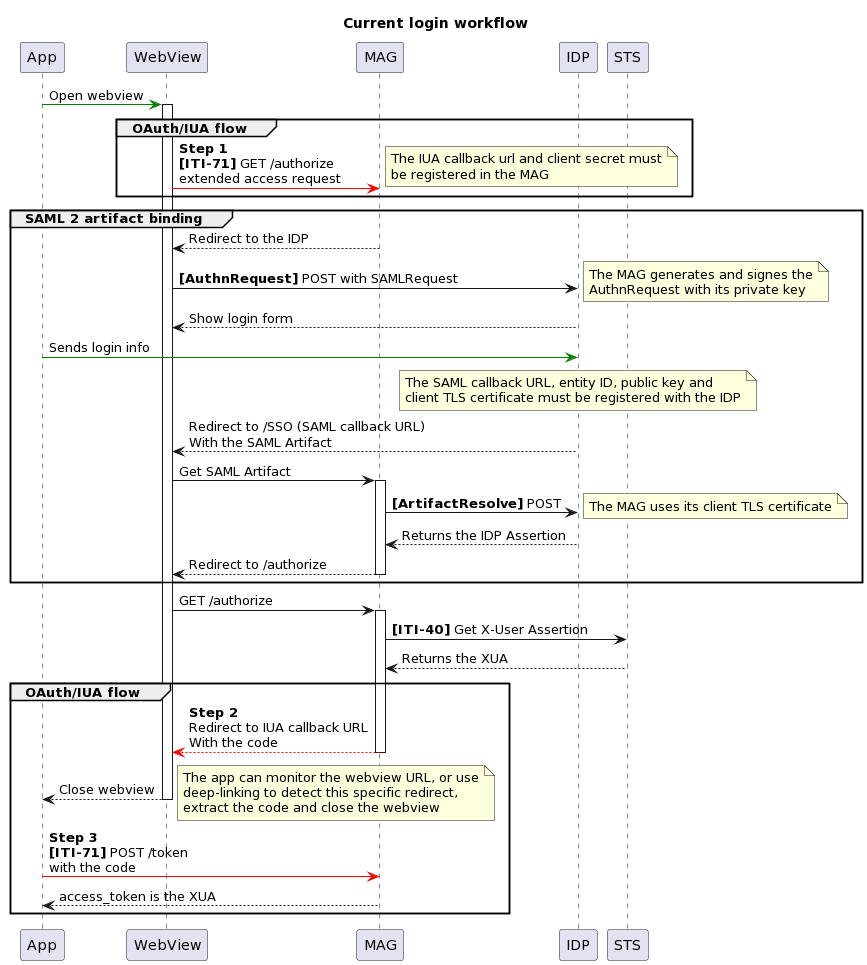 Current login workflow
App
WebView
MAG
IDP
STS
Open webview
OAuth/IUA flow
Step 1
[ITI-71] GET /authorize
extended access request
The IUA callback url and client secret must
be registered in the MAG
SAML 2 artifact binding
Redirect to the IDP
[AuthnRequest] POST with SAMLRequest
The MAG generates and signes the
AuthnRequest with its private key
Show login form
Sends login info
The SAML callback URL, entity ID, public key and
client TLS certificate must be registered with the IDP
Redirect to /SSO (SAML callback URL)
With the SAML Artifact
Get SAML Artifact
[ArtifactResolve] POST
The MAG uses its client TLS certificate
Returns the IDP Assertion
Redirect to /authorize
GET /authorize
[ITI-40] Get X-User Assertion
Returns the XUA
OAuth/IUA flow
Step 2
Redirect to IUA callback URL
With the code
The app can monitor the webview URL, or use
deep-linking to detect this specific redirect,
extract the code and close the webview
Close webview
Step 3
[ITI-71] POST /token
with the code
access_token is the XUA
App
WebView
MAG
IDP
STS